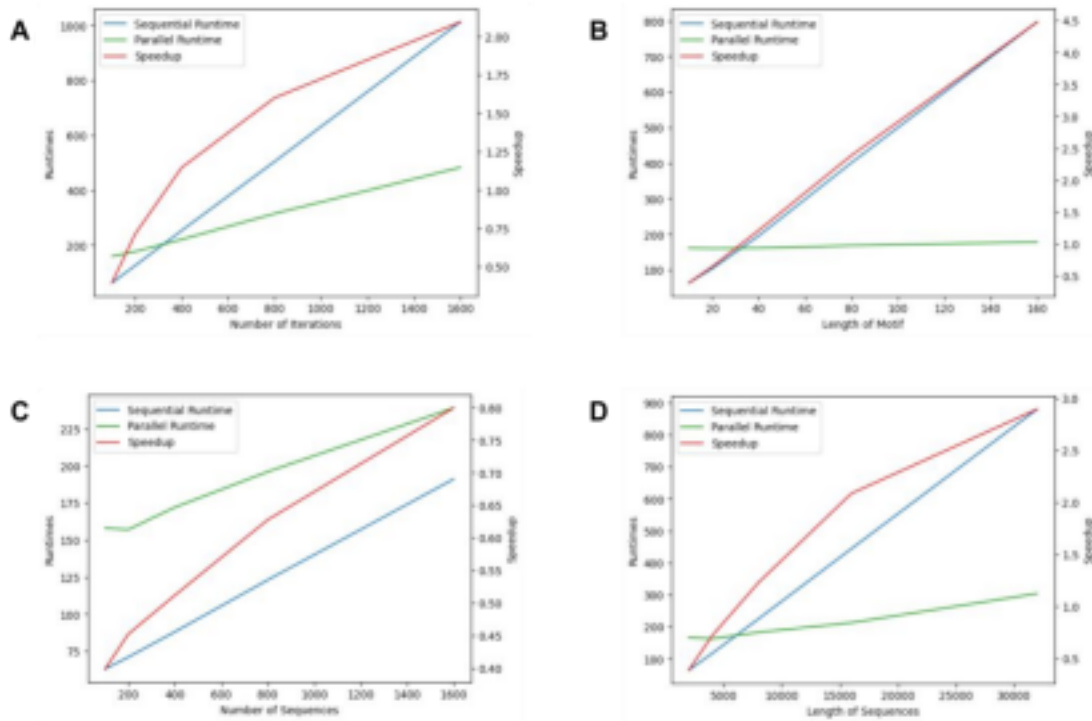 A
Sequential Runtime
Parallel Runtime
Speedup
1000
800
600
400
200
Runtimes
2.00
1.75
1.50
1.25
1.00
0.75
0.50
Speedup
200 400 600 800 1000 1200 1400 1600
Number of Iterations
B
Sequential Runtime
Parallel Runtime
Speedup
800
700
600
500
400
300
200
100
Runtimes
4.5
4.0
3.5
3.0
2.5
2.0
1.5
1.0
0.5
Speedup
20 40 60 80 100 120 140 160
Length of Motif
C
Sequential Runtime
Parallel Runtime
Speedup
225
200
175
150
125
100
75
Runtimes
0.80
0.75
0.70
0.65
0.60
0.55
0.50
0.45
0.40
Speedup
200 400 600 800 1000 1200 1400 1600
Number of Sequences
D
Sequential Runtime
Parallel Runtime
Speedup
900
800
700
600
500
400
300
200
100
Runtimes
3.0
2.5
2.0
1.5
1.0
0.5
Speedup
5000 10000 15000 20000 25000 30000
Length of Sequences